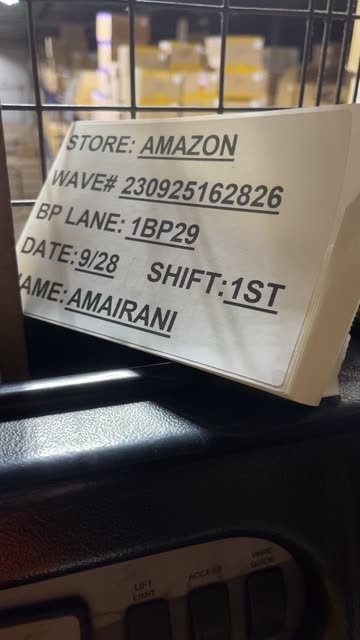 STORE: AMAZON
WAVE# 230925162826
BP LANE: 1BP29
DATE: 9/28 SHIFT: 1ST
AME: AMAIRANI
LIFT LIMIT
ACCESS
WIRE GUIDE